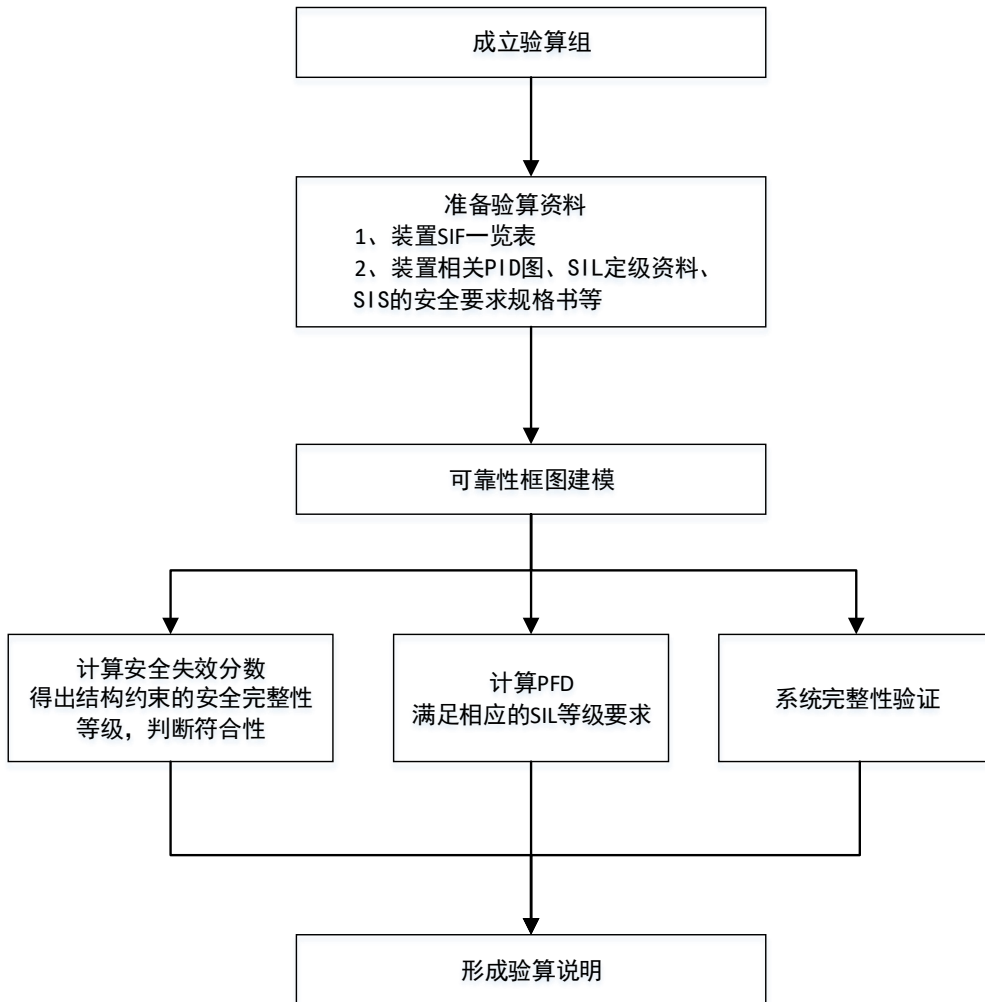 成立验算组
准备验算资料
1、装置SIF一览表
2、装置相关PID图、SIL定级资料、
SIS的安全要求规格书等
可靠性框图建模
计算安全失效分数
得出结构约束的安全完整性
等级，判断符合性
计算PFD
满足相应的SIL等级要求
系统完整性验证
形成验算说明